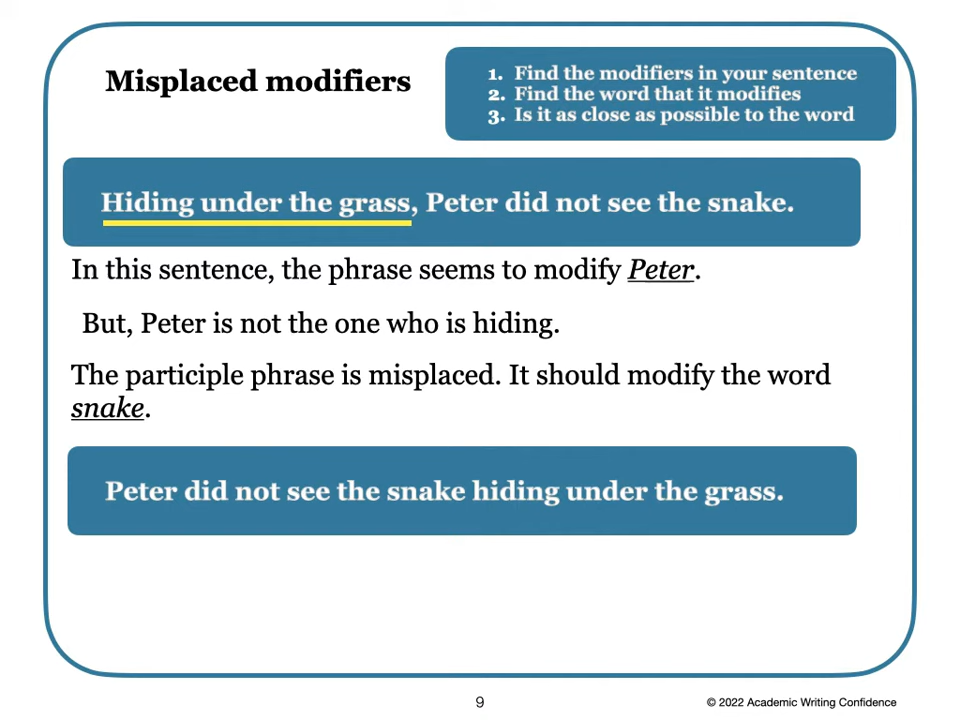 Misplaced modifiers
1. Find the modifiers in your sentence
2. Find the word that it modifies
3. Is it as close as possible to the word
Hiding under the grass, Peter did not see the snake.
In this sentence, the phrase seems to modify Peter.
But, Peter is not the one who is hiding.
The participle phrase is misplaced. It should modify the word
snake.
Peter did not see the snake hiding under the grass.
9
© 2022 Academic Writing Confidence